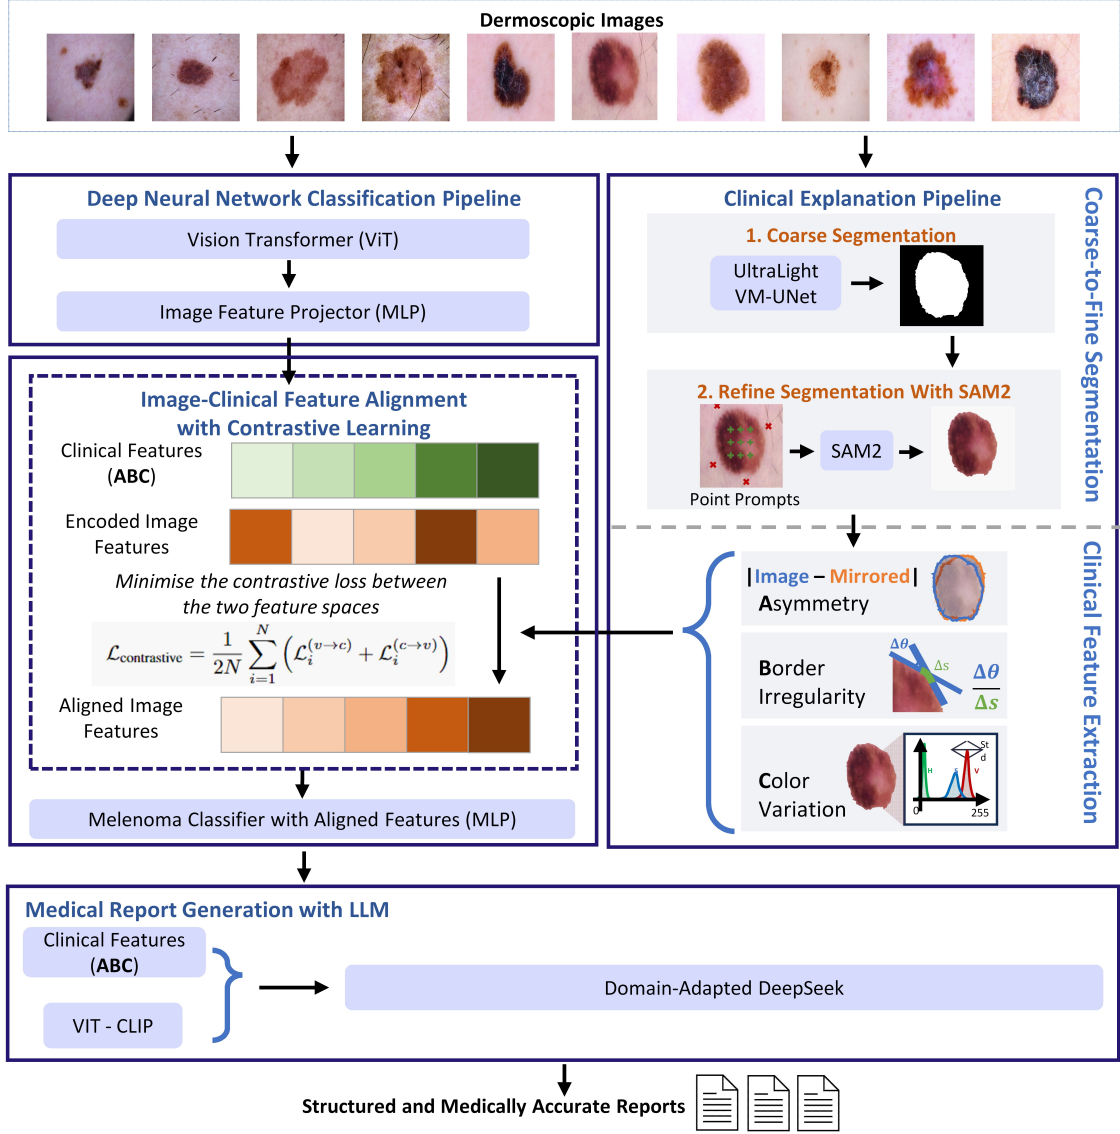 Dermoscopic Images
Deep Neural Network Classification Pipeline
Vision Transformer (ViT)
Image Feature Projector (MLP)
Image-Clinical Feature Alignment
with Contrastive Learning
Clinical Features
(ABC)
Encoded Image
Features
Minimise the contrastive loss between
the two feature spaces
ℒcontrastive = 1/2N ∑i=1N (ℒi(v→c) + ℒi(c→v))
Aligned Image
Features
Melenoma Classifier with Aligned Features (MLP)
Clinical Explanation Pipeline
1. Coarse Segmentation
UltraLight
VM-UNet
2. Refine Segmentation With SAM2
SAM2
Point Prompts
Coarse-to-Fine Segmentation
|Image – Mirrored|
Asymmetry
Border
Irregularity
Δθ
Δs
Δθ
Δs
Color
Variation
St
d
H
S
V
0
255
Clinical Feature Extraction
Medical Report Generation with LLM
Clinical Features
(ABC)
VIT - CLIP
Domain-Adapted DeepSeek
Structured and Medically Accurate Reports